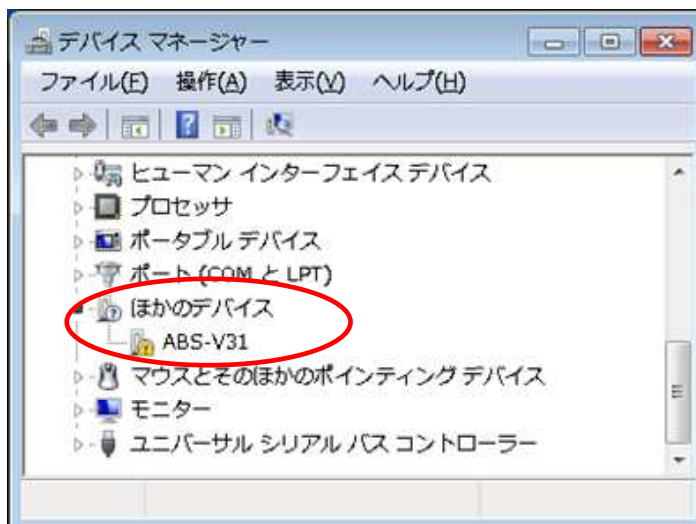 デバイス マネージャー
ファイル(F) 操作(A) 表示(V) ヘルプ(H)
ヒューマン インターフェイス デバイス
プロセッサ
ポータブル デバイス
ポート (COM と LPT)
ほかのデバイス
ABS-V31
マウスとそのほかのポインティング デバイス
モニター
ユニバーサル シリアル バス コントローラー